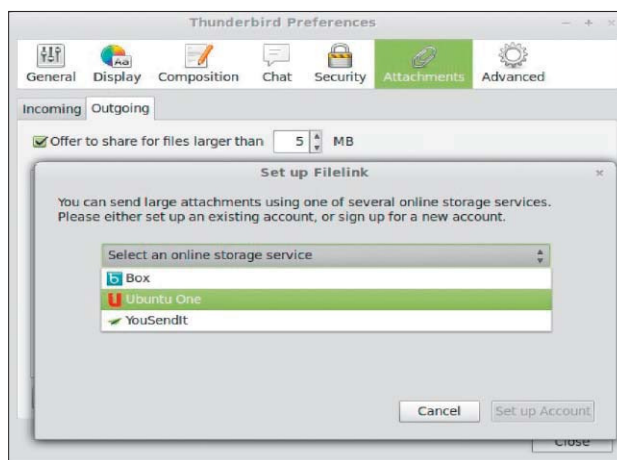 Thunderbird Preferences
General Display Composition Chat Security Attachments Advanced
Incoming Outgoing
Offer to share for files larger than 5 MB
Set up Filelink
You can send large attachments using one of several online storage services.
Please either set up an existing account, or sign up for a new account.
Select an online storage service
Box
Ubuntu One
YouSendIt
Cancel Set up Account
Close